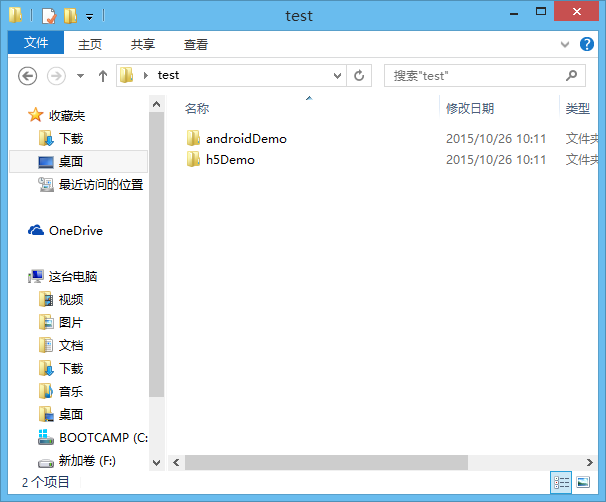 test
文件 主页 共享 查看
test
搜索"test"
收藏夹
下载
桌面
最近访问的位置
OneDrive
这台电脑
视频
图片
文档
下载
音乐
桌面
BOOTCAMP (C:
新加卷 (F:)
名称 修改日期 类型
androidDemo 2015/10/26 10:11 文件夹
h5Demo 2015/10/26 10:11 文件夹
2 个项目